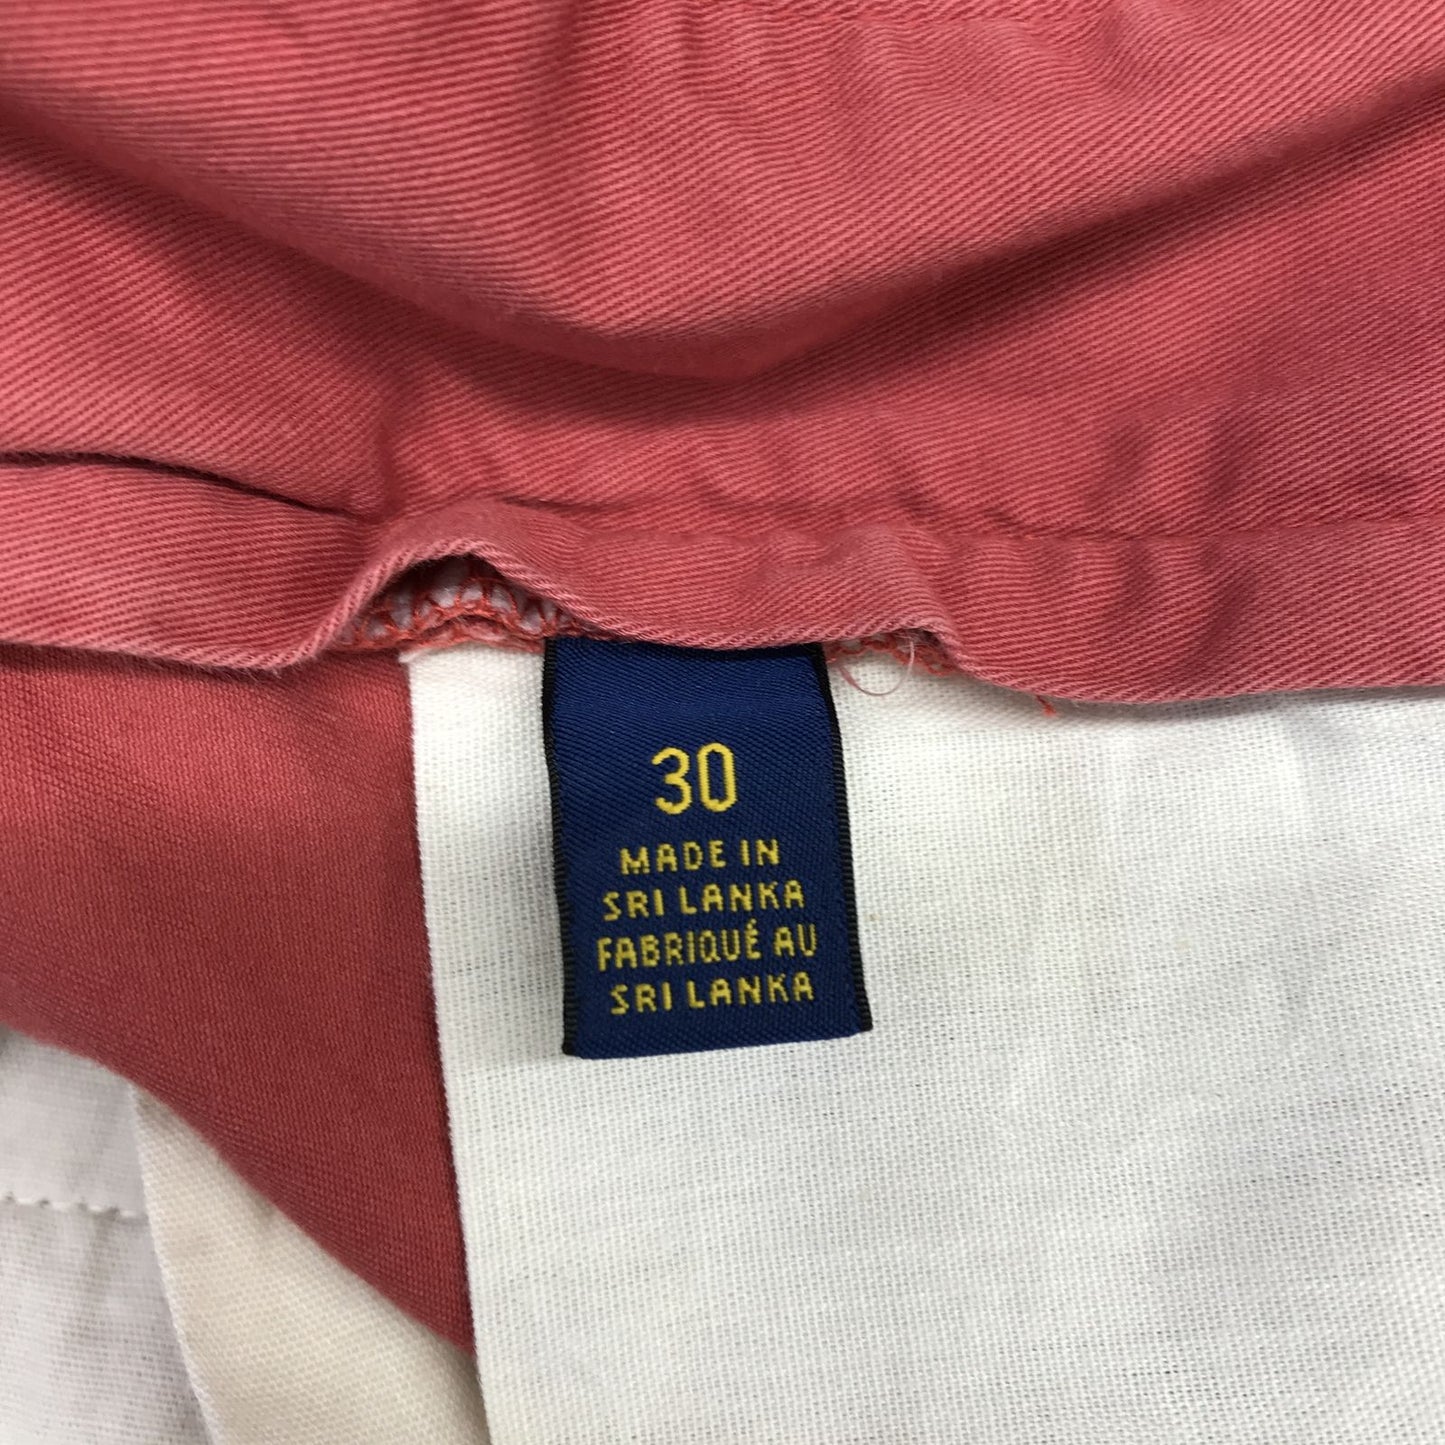 30
MADE IN
SRI LANKA
FABRIQUÉ AU
SRI LANKA